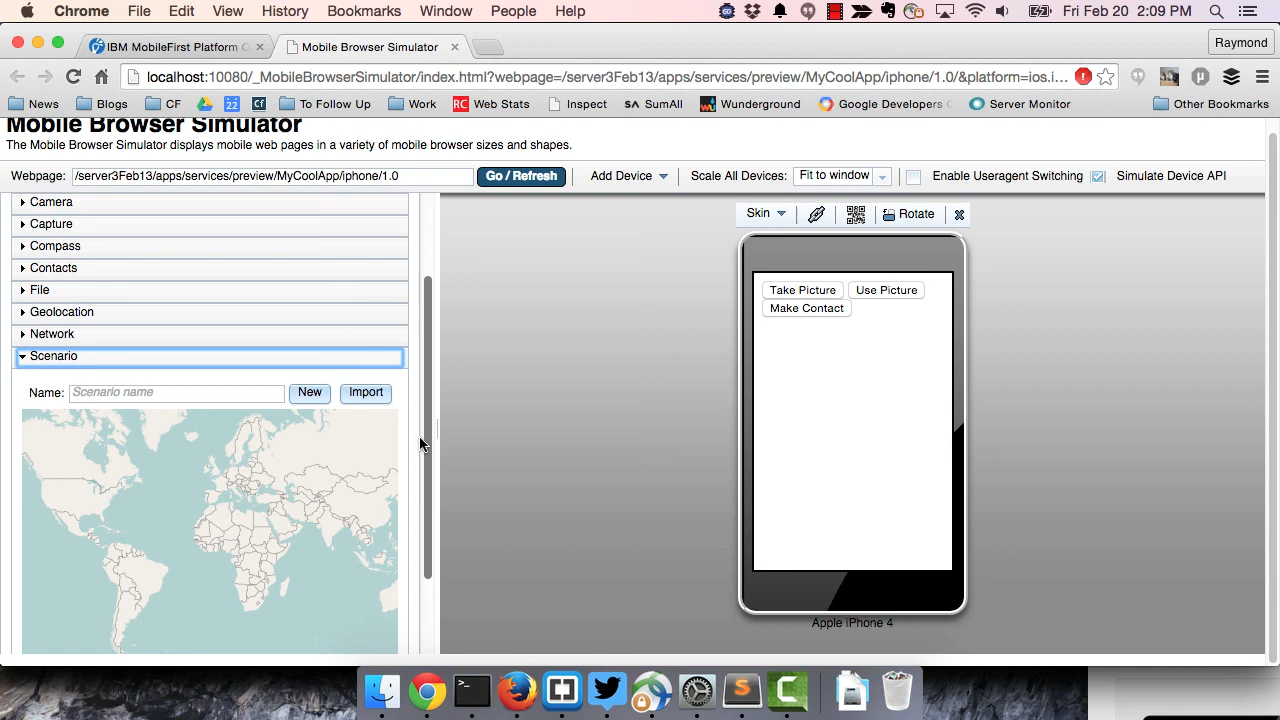 Chrome File Edit View History Bookmarks Window People Help Fri Feb 20 2:09 PM
IBM MobileFirst Platform C Mobile Browser Simulator Raymond
localhost:10080/_MobileBrowserSimulator/index.html?webpage=/server3Feb13/apps/services/preview/MyCoolApp/iphone/1.0/&platform=ios.i...
News Blogs CF 22 Cf To Follow Up Work RC Web Stats Inspect SA SumAll Wunderground Google Developers C Server Monitor Other Bookmarks
Mobile Browser Simulator
The Mobile Browser Simulator displays mobile web pages in a variety of mobile browser sizes and shapes.
Webpage: /server3Feb13/apps/services/preview/MyCoolApp/iphone/1.0 Go / Refresh Add Device Scale All Devices: Fit to window Enable Useragent Switching Simulate Device API
Camera
Capture
Compass
Contacts
File
Geolocation
Network
Scenario
Name: Scenario name New Import
Skin Rotate
Take Picture Use Picture
Make Contact
Apple iPhone 4